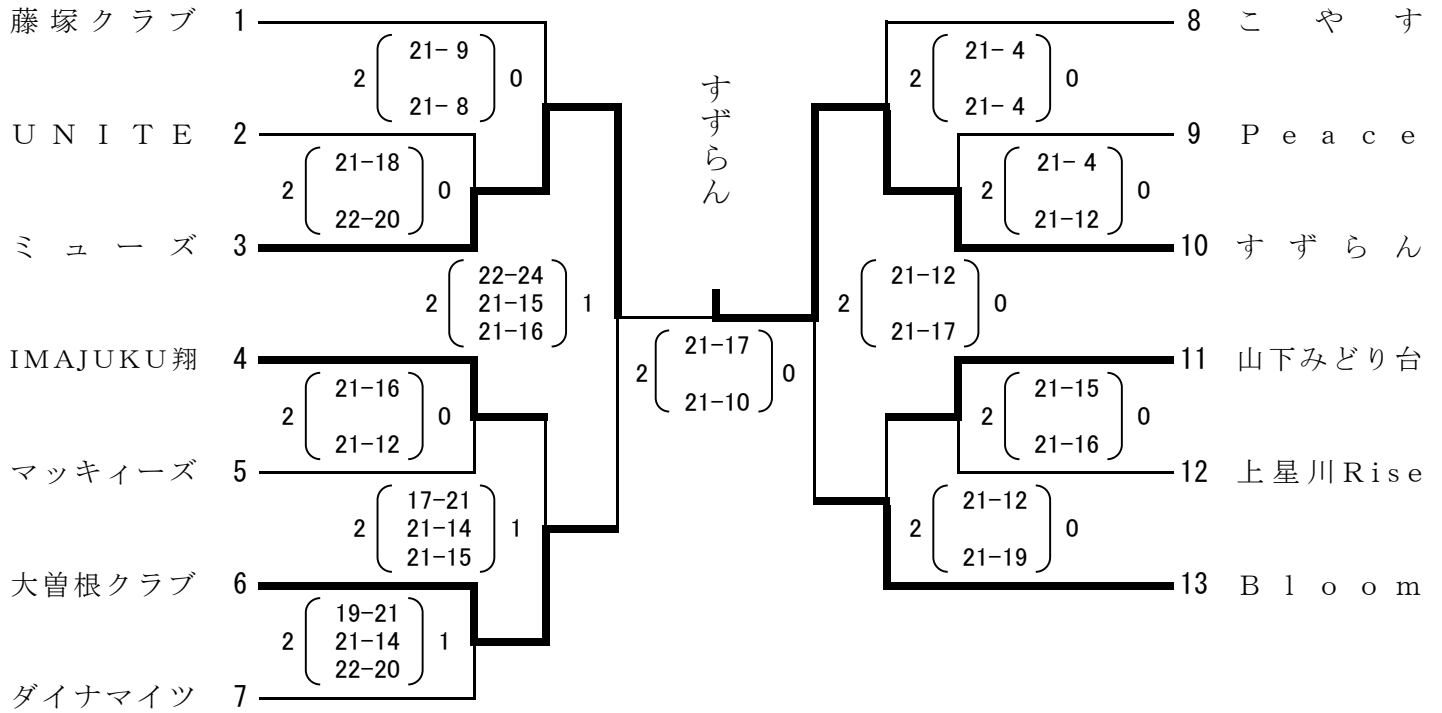 藤塚クラブ 1
8 こやす
2 21- 9 0
21- 8
2 21- 4 0
21- 4
すずらん
UNITE 2
9 Peace
2 21-18 0
22-20
2 21- 4 0
21-12
ミューズ 3
10 すずらん
2 22-24 1
21-15
21-16
2 21-12 0
21-17
IMAJUKU翔 4
11 山下みどり台
2 21-17 0
21-10
2 21-16 0
21-12
2 21-15 0
21-16
マッキィーズ 5
12 上星川Rise
2 17-21 1
21-14
21-15
2 21-12 0
21-19
大曽根クラブ 6
13 Bloom
2 19-21 1
21-14
22-20
ダイナマイツ 7